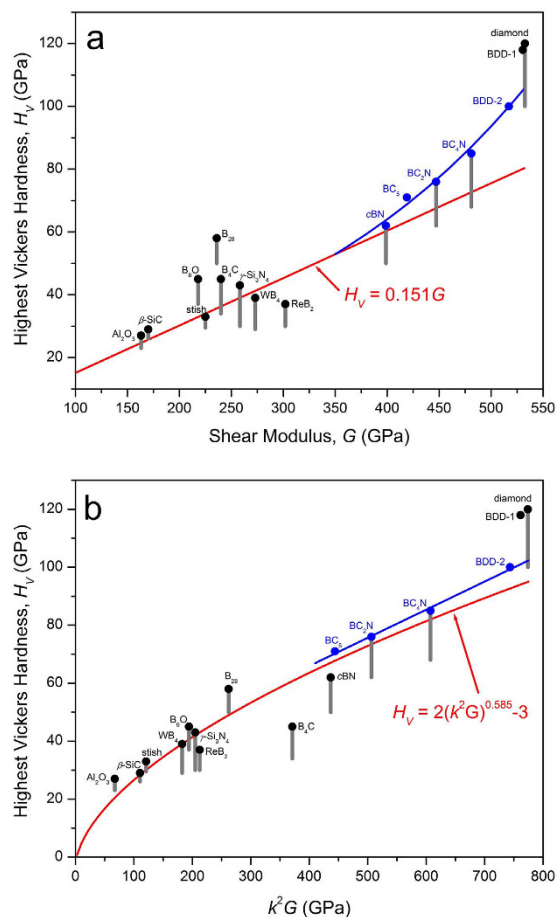 a
Highest Vickers Hardness, H_V (GPa)
120
100
80
60
40
20
diamond
BDD-1
BDD-2
BC₄N
BC₂N
BC₅
cBN
B₂₈
B₆O
B₄C
γ-Si₃N₄
WB₄
ReB₂
stish
β-SiC
Al₂O₃
H_V = 0.151G
100 150 200 250 300 350 400 450 500 550
Shear Modulus, G (GPa)
b
Highest Vickers Hardness, H_V (GPa)
120
100
80
60
40
20
0
diamond
BDD-1
BDD-2
BC₄N
BC₂N
BC₅
cBN
B₂₈
B₆O
B₄C
WB₄
γ-Si₃N₄
ReB₂
stish
β-SiC
Al₂O₃
H_V = 2(k²G)^0.585-3
0 100 200 300 400 500 600 700 800
k²G (GPa)